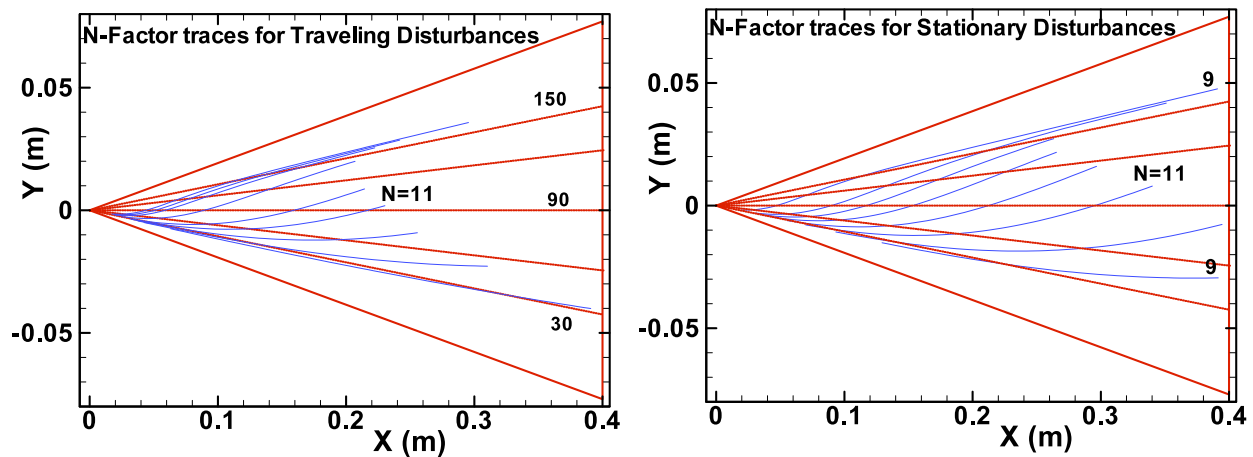 N-Factor traces for Traveling Disturbances
0.05
150
Y (m)
N=11
0
90
-0.05
30
0
0.1
0.2
0.3
0.4
X (m)
N-Factor traces for Stationary Disturbances
9
0.05
Y (m)
N=11
0
9
-0.05
0
0.1
0.2
0.3
0.4
X (m)